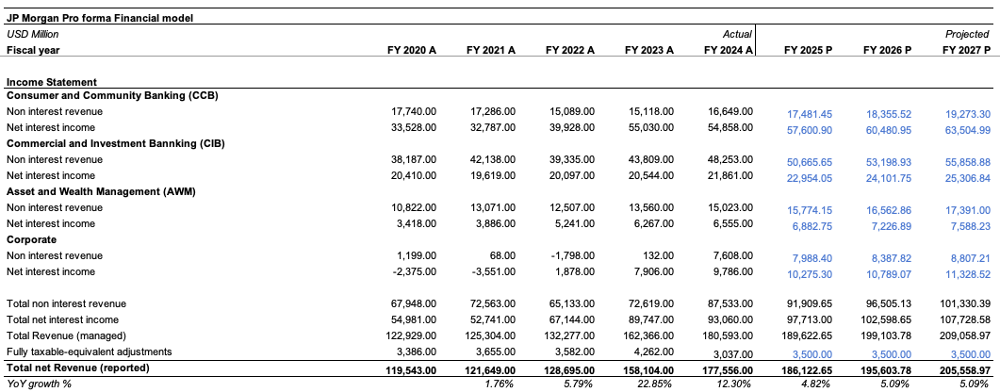 JP Morgan Pro forma Financial model
USD Million Actual Projected
Fiscal year FY 2020 A FY 2021 A FY 2022 A FY 2023 A FY 2024 A FY 2025 P FY 2026 P FY 2027 P
Income Statement
Consumer and Community Banking (CCB)
Non interest revenue 17,740.00 17,286.00 15,089.00 15,118.00 16,649.00 17,481.45 18,355.52 19,273.30
Net interest income 33,528.00 32,787.00 39,928.00 55,030.00 54,858.00 57,600.90 60,480.95 63,504.99
Commercial and Investment Bannking (CIB)
Non interest revenue 38,187.00 42,138.00 39,335.00 43,809.00 48,253.00 50,665.65 53,198.93 55,858.88
Net interest income 20,410.00 19,619.00 20,097.00 20,544.00 21,861.00 22,954.05 24,101.75 25,306.84
Asset and Wealth Management (AWM)
Non interest revenue 10,822.00 13,071.00 12,507.00 13,560.00 15,023.00 15,774.15 16,562.86 17,391.00
Net interest income 3,418.00 3,886.00 5,241.00 6,267.00 6,555.00 6,882.75 7,226.89 7,588.23
Corporate
Non interest revenue 1,199.00 68.00 -1,798.00 132.00 7,608.00 7,988.40 8,387.82 8,807.21
Net interest income -2,375.00 -3,551.00 1,878.00 7,906.00 9,786.00 10,275.30 10,789.07 11,328.52
Total non interest revenue 67,948.00 72,563.00 65,133.00 72,619.00 87,533.00 91,909.65 96,505.13 101,330.39
Total net interest income 54,981.00 52,741.00 67,144.00 89,747.00 93,060.00 97,713.00 102,598.65 107,728.58
Total Revenue (managed) 122,929.00 125,304.00 132,277.00 162,366.00 180,593.00 189,622.65 199,103.78 209,058.97
Fully taxable-equivalent adjustments 3,386.00 3,655.00 3,582.00 4,262.00 3,037.00 3,500.00 3,500.00 3,500.00
Total net Revenue (reported) 119,543.00 121,649.00 128,695.00 158,104.00 177,556.00 186,122.65 195,603.78 205,558.97
YoY growth % 1.76% 5.79% 22.85% 12.30% 4.82% 5.09% 5.09%